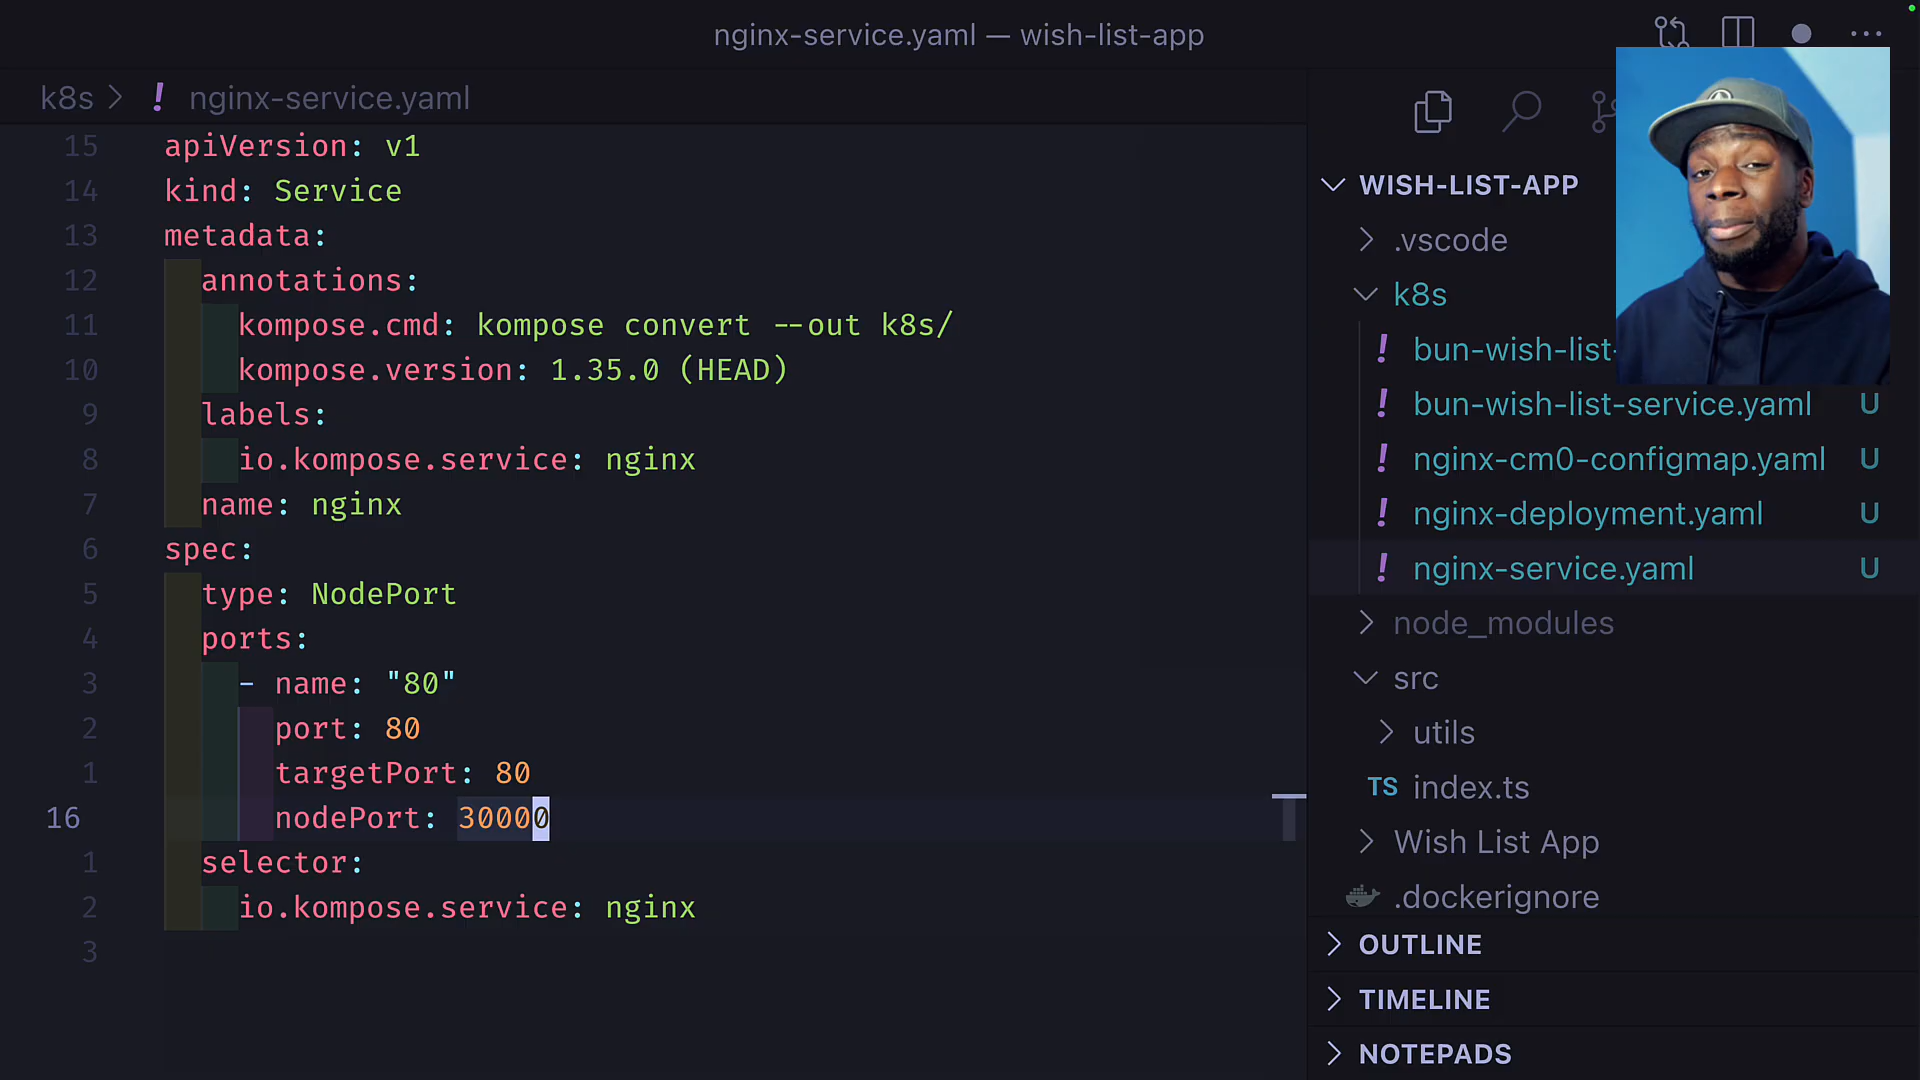 nginx-service.yaml — wish-list-app
k8s > ! nginx-service.yaml
15 apiVersion: v1
14 kind: Service
13 metadata:
12 annotations:
11 kompose.cmd: kompose convert --out k8s/
10 kompose.version: 1.35.0 (HEAD)
9 labels:
8 io.kompose.service: nginx
7 name: nginx
6 spec:
5 type: NodePort
4 ports:
3 - name: "80"
2 port: 80
1 targetPort: 80
16 nodePort: 30000
1 selector:
2 io.kompose.service: nginx
3
WISH-LIST-APP
.vscode
k8s
! bun-wish-list-
! bun-wish-list-service.yaml U
! nginx-cm0-configmap.yaml U
! nginx-deployment.yaml U
! nginx-service.yaml U
node_modules
src
utils
TS index.ts
Wish List App
.dockerignore
OUTLINE
TIMELINE
NOTEPADS